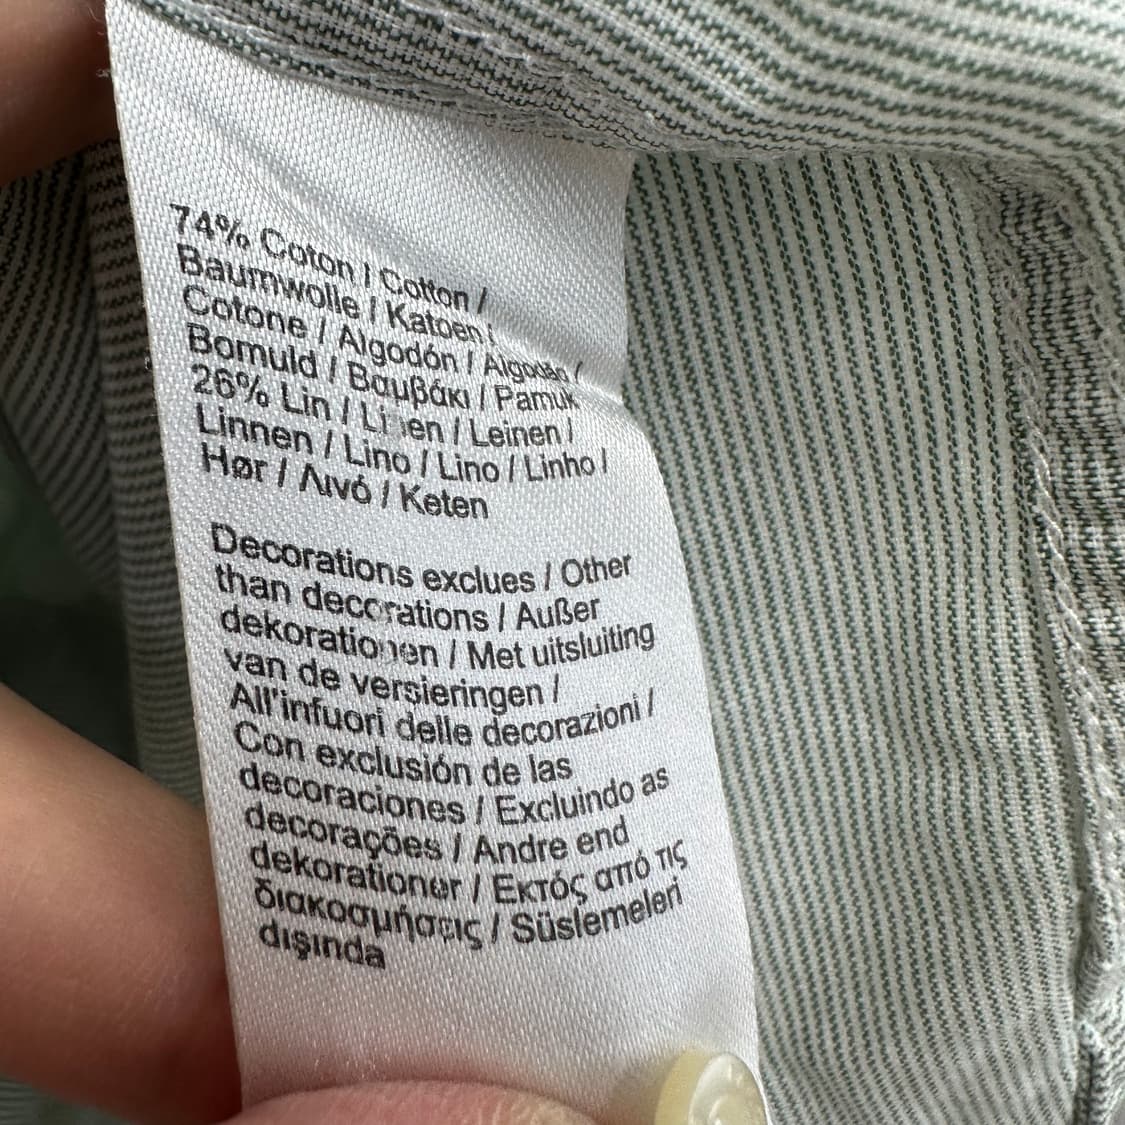 74% Coton / Cotton /
Baumwolle / Katoen /
Cotone / Algodón / Algodão /
Bomuld / Βαμβάκι / Pamuk
26% Lin / Linen / Leinen /
Linnen / Lino / Lino / Linho /
Hør / Λινό / Keten
Decorations exclues / Other
than decorations / Außer
dekorationen / Met uitsluiting
van de versieringen /
All'infuori delle decorazioni /
Con exclusión de las
decoraciones / Excluindo as
decorações / Andre end
dekorationer / Εκτός από τις
διακοσμήσεις / Süslemeleri
dışında